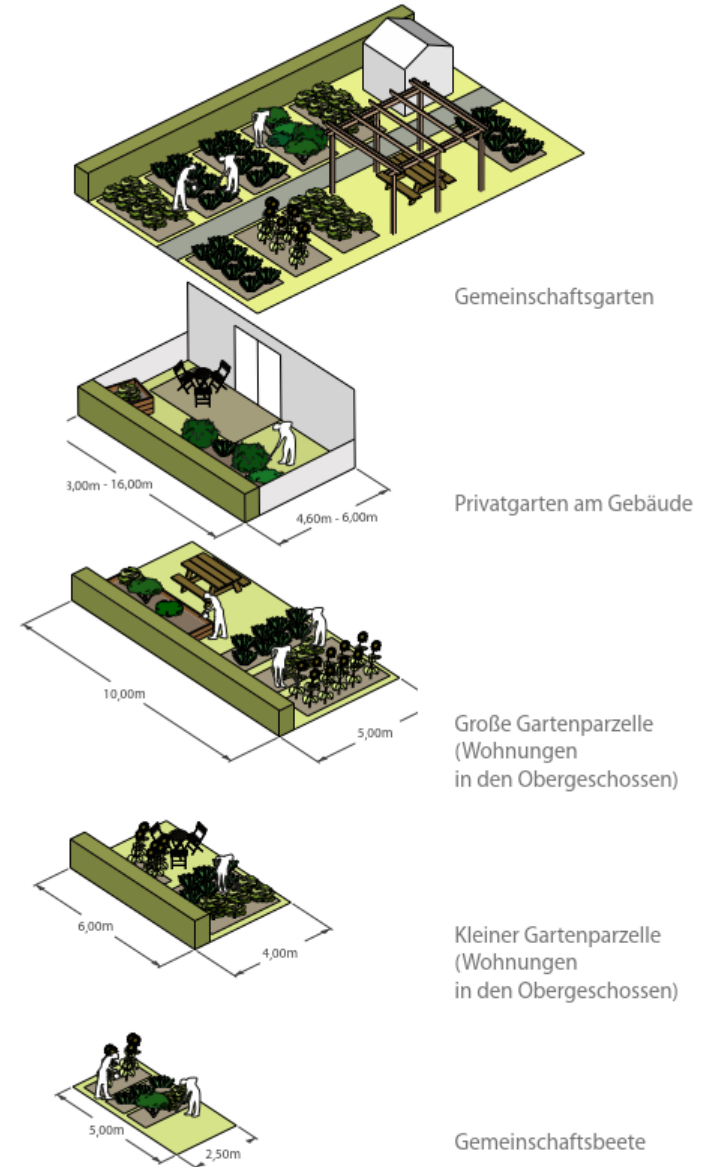 Gemeinschaftsgarten
3,00m - 16,00m
4,60m - 6,00m
Privatgarten am Gebäude
10,00m
5,00m
Große Gartenparzelle
(Wohnungen
in den Obergeschossen)
6,00m
4,00m
Kleiner Gartenparzelle
(Wohnungen
in den Obergeschossen)
5,00m
2,50m
Gemeinschaftsbeete